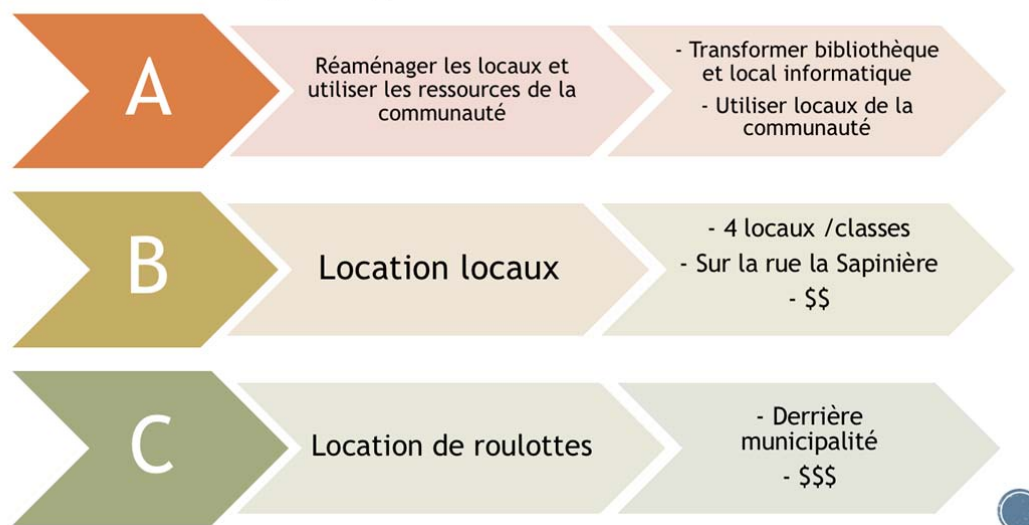 A
Réaménager les locaux et
utiliser les ressources de la
communauté
- Transformer bibliothèque
et local informatique
- Utiliser locaux de la
communauté
B
Location locaux
- 4 locaux /classes
- Sur la rue la Sapinière
- $$
C
Location de roulottes
- Derrière
municipalité
- $$$